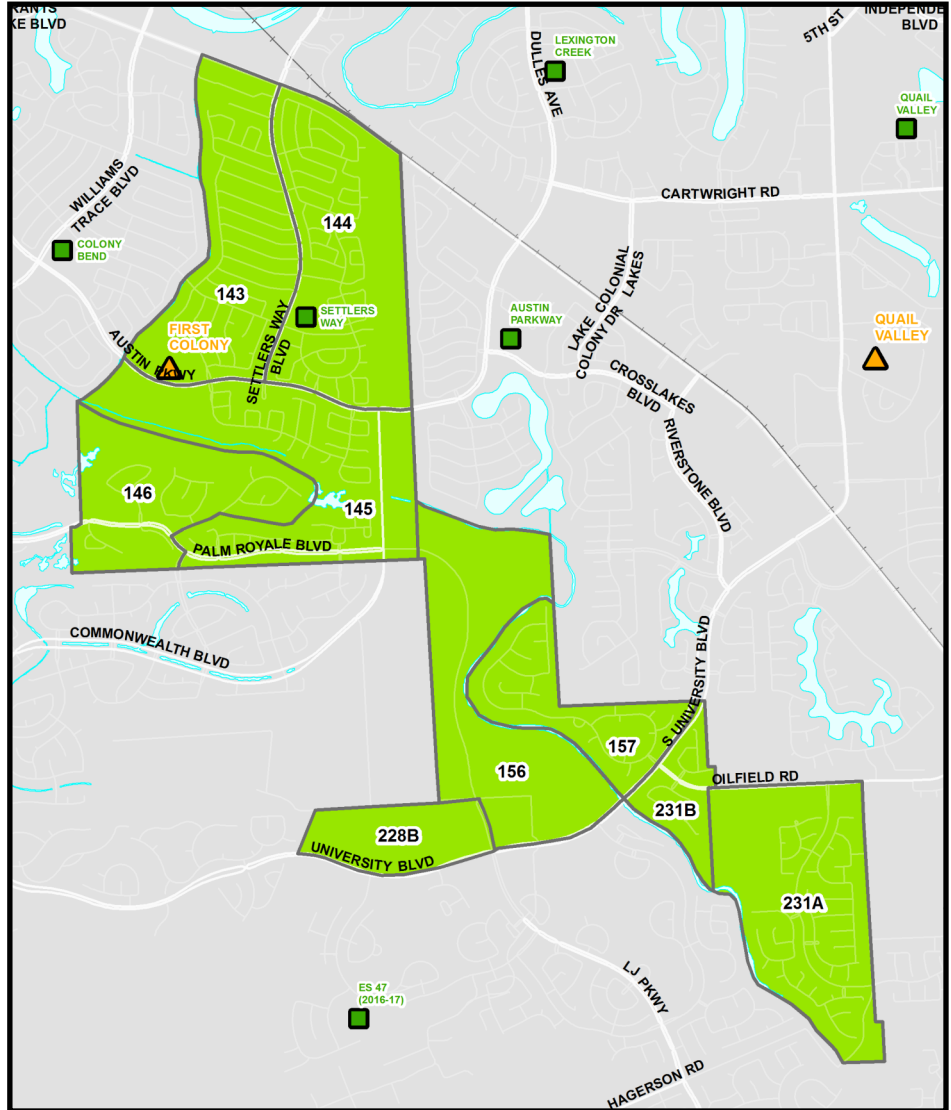 RANTS
KE BLVD
INDEPENDE
BLVD
5TH ST
LEXINGTON
CREEK
DULLES AVE
QUAIL
VALLEY
WILLIAMS
TRACE BLVD
CARTWRIGHT RD
COLONY
BEND
144
143
LAKE COLONIAL
LAKES
COLONY DR
SETTLERS
WAY
SETTLERS WAY
BLVD
AUSTIN
PARKWAY
FIRST
COLONY
AUSTIN PKWY
QUAIL
VALLEY
CROSSLAKES
BLVD
RIVERSTONE BLVD
146
145
PALM ROYALE BLVD
COMMONWEALTH BLVD
S UNIVERSITY BLVD
157
156
OILFIELD RD
231B
228B
UNIVERSITY BLVD
231A
LJ PKWY
ES 47
(2016-17)
HAGERSON RD